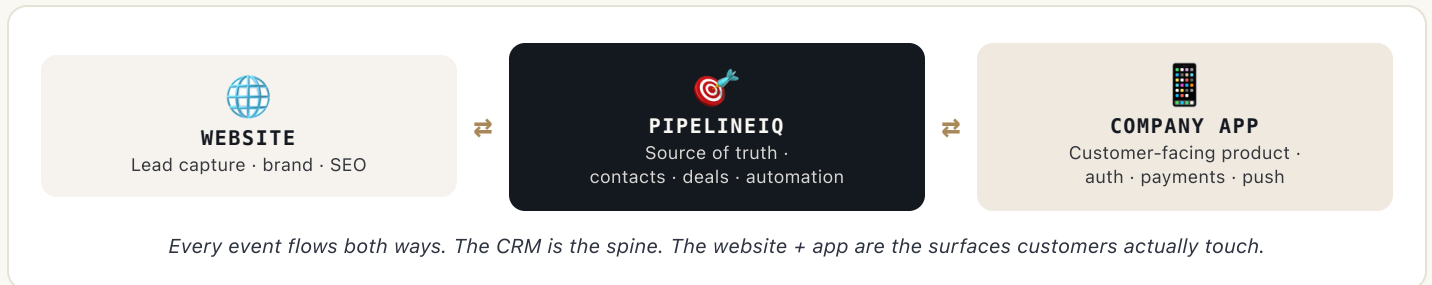 WEBSITE
Lead capture · brand · SEO
⇄
PIPELINEIQ
Source of truth ·
contacts · deals · automation
⇄
COMPANY APP
Customer-facing product ·
auth · payments · push
Every event flows both ways. The CRM is the spine. The website + app are the surfaces customers actually touch.